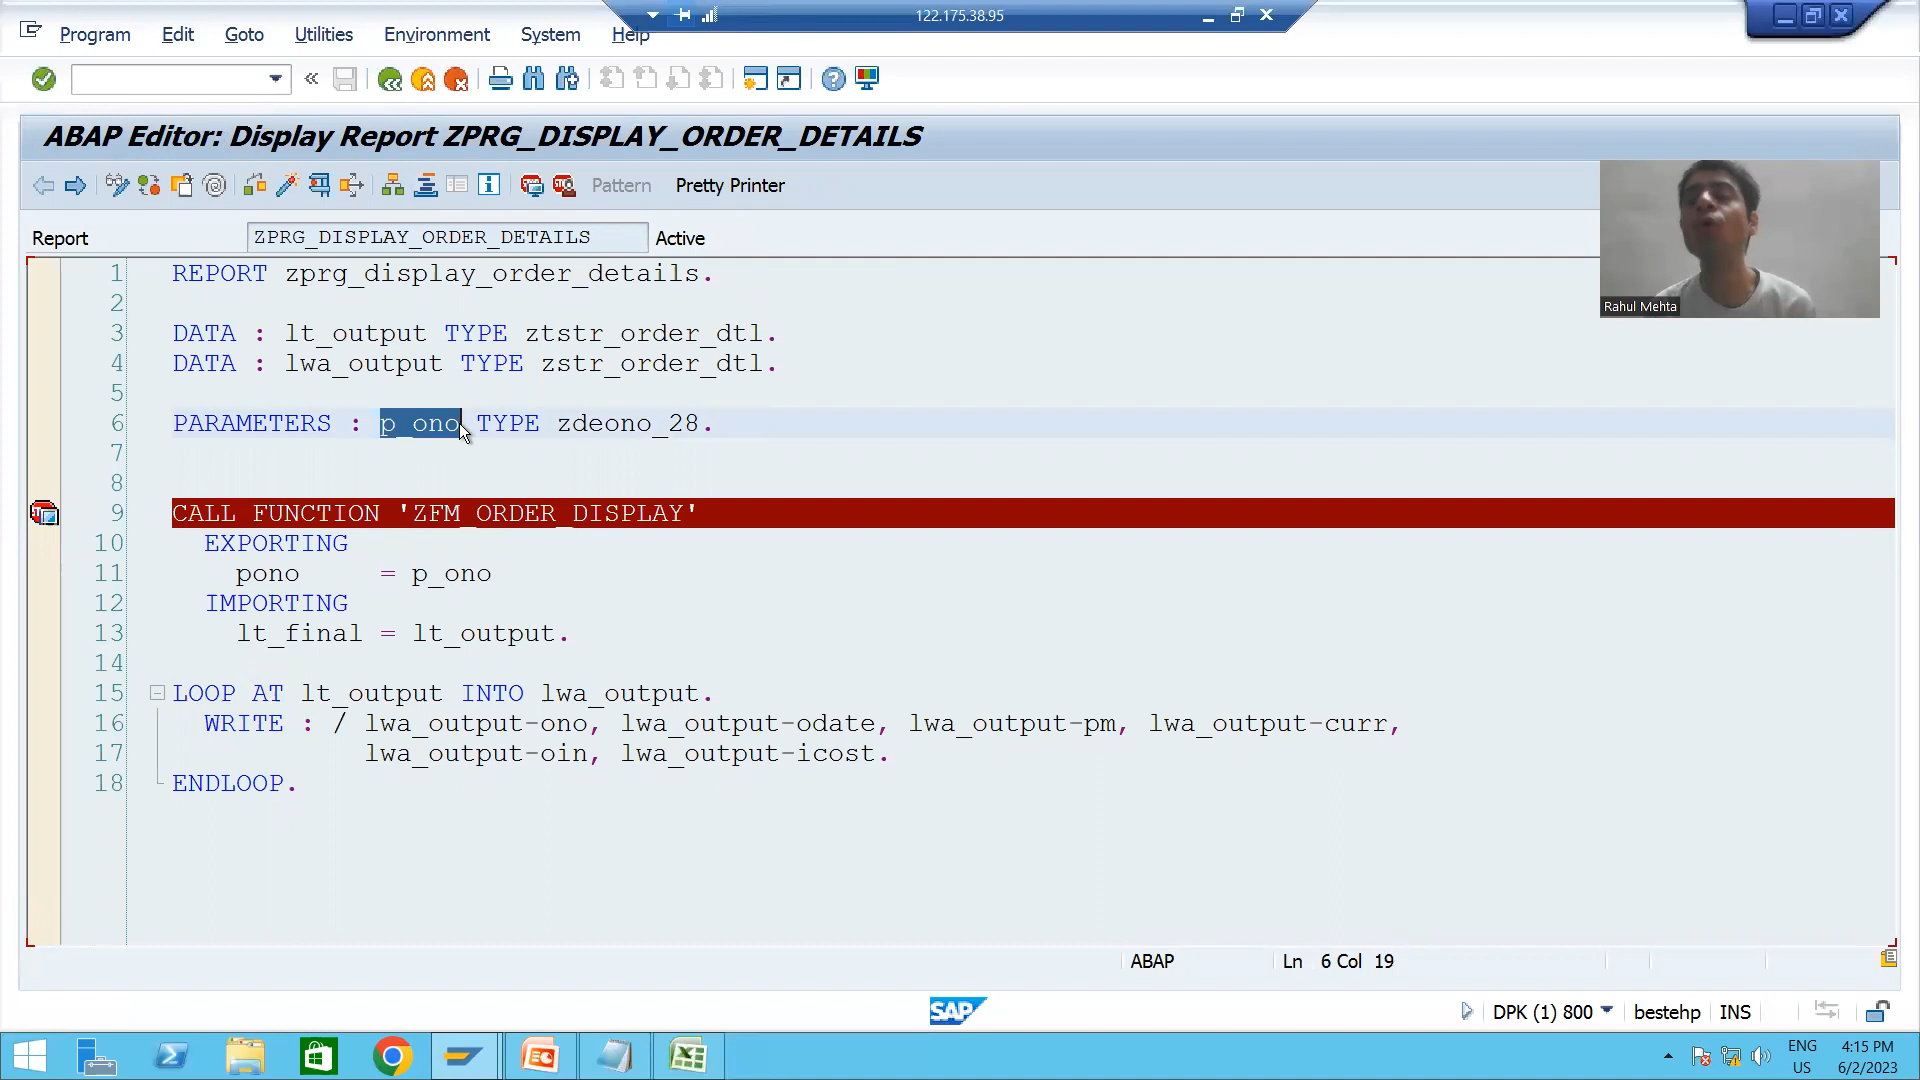 122.175.38.95
Program Edit Goto Utilities Environment System Help
ABAP Editor: Display Report ZPRG_DISPLAY_ORDER_DETAILS
Pattern Pretty Printer
Report ZPRG_DISPLAY_ORDER_DETAILS Active
Rahul Mehta
1 REPORT zprg_display_order_details.
2
3 DATA : lt_output TYPE ztstr_order_dtl.
4 DATA : lwa_output TYPE zstr_order_dtl.
5
6 PARAMETERS : p_ono TYPE zdeono_28.
7
8
9 CALL FUNCTION 'ZFM_ORDER_DISPLAY'
10 EXPORTING
11 pono = p_ono
12 IMPORTING
13 lt_final = lt_output.
14
15 LOOP AT lt_output INTO lwa_output.
16 WRITE : / lwa_output-ono, lwa_output-odate, lwa_output-pm, lwa_output-curr,
17 lwa_output-oin, lwa_output-icost.
18 ENDLOOP.
ABAP Ln 6 Col 19
SAP DPK (1) 800 bestehp INS
ENG 4:15 PM
US 6/2/2023